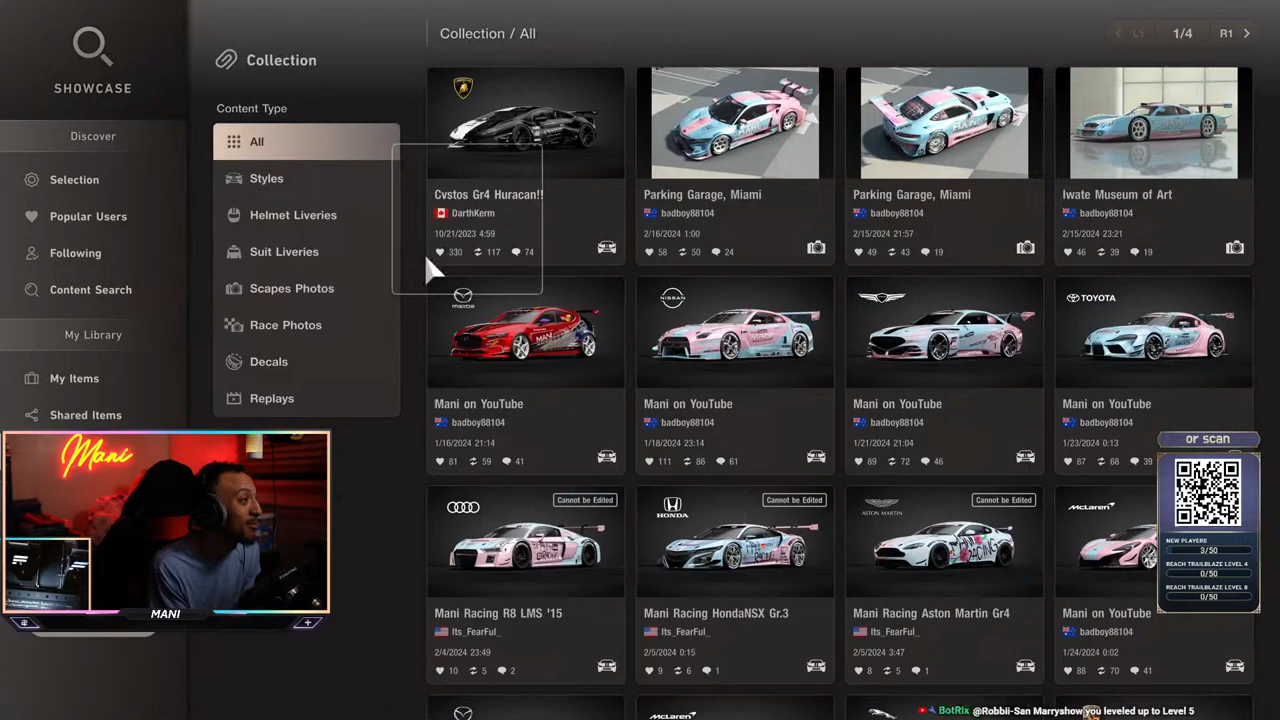 SHOWCASE
Discover
Selection
Popular Users
Following
Content Search
My Library
My Items
Shared Items
Collection
Content Type
All
Styles
Helmet Liveries
Suit Liveries
Scapes Photos
Race Photos
Decals
Replays
Collection / All
L1 1/4 R1
Cvstos Gr4 Huracan!!
DarthKerm
10/21/2023 4:59
330 117 74
Parking Garage, Miami
badboy88104
2/16/2024 1:00
58 50 24
Parking Garage, Miami
badboy88104
2/15/2024 21:57
49 43 19
Iwate Museum of Art
badboy88104
2/15/2024 23:21
46 39 19
mazda
Mani on YouTube
badboy88104
1/16/2024 21:14
81 59 41
NISSAN
Mani on YouTube
badboy88104
1/18/2024 23:14
111 86 61
Mani on YouTube
badboy88104
1/21/2024 21:04
89 72 46
TOYOTA
Mani on YouTube
badboy88104
1/23/2024 0:13
87 68 39
Cannot be Edited
Mani Racing R8 LMS '15
Its_FearFul_
2/4/2024 23:49
10 5 2
HONDA
Cannot be Edited
Mani Racing HondaNSX Gr.3
Its_FearFul_
2/5/2024 0:15
9 6 1
ASTON MARTIN
Cannot be Edited
Mani Racing Aston Martin Gr4
Its_FearFul_
2/5/2024 3:47
8 5 1
McLaren
Mani on YouTube
badboy88104
1/24/2024 0:02
88 70 41
McLaren
Mani
MANI
or scan
NEW PLAYERS
3/50
REACH TRAILBLAZE LEVEL 4
0/50
REACH TRAILBLAZE LEVEL 8
0/50
BotRix @Robbii-San Marryshow you leveled up to Level 5